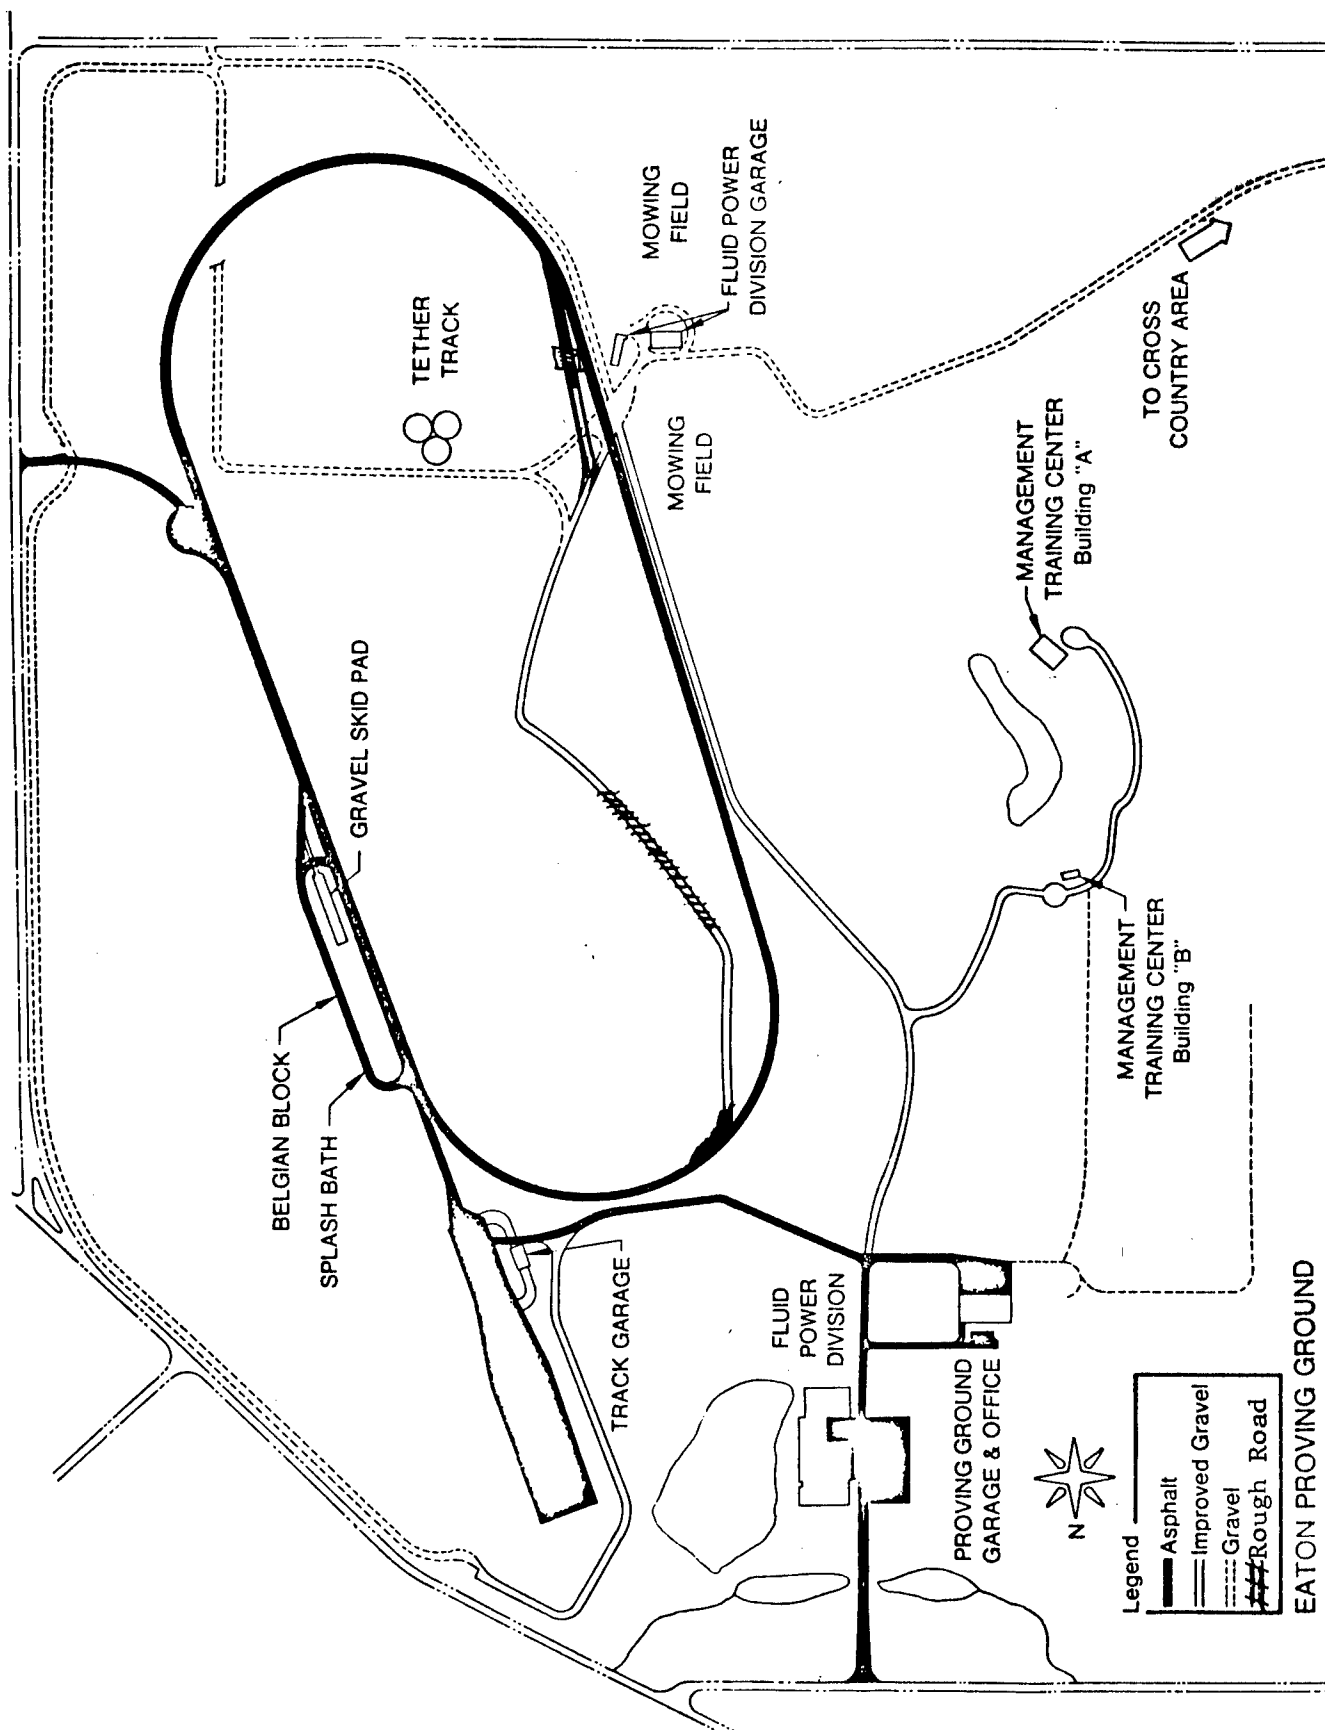 BELGIAN BLOCK
SPLASH BATH
GRAVEL SKID PAD
TETHER
TRACK
MOWING
FIELD
FLUID POWER
DIVISION GARAGE
MOWING
FIELD
TO CROSS
COUNTRY AREA
MANAGEMENT
TRAINING CENTER
Building "A"
MANAGEMENT
TRAINING CENTER
Building "B"
TRACK GARAGE
FLUID
POWER
DIVISION
PROVING GROUND
GARAGE & OFFICE
N
Legend
Asphalt
Improved Gravel
Gravel
Rough Road
EATON PROVING GROUND